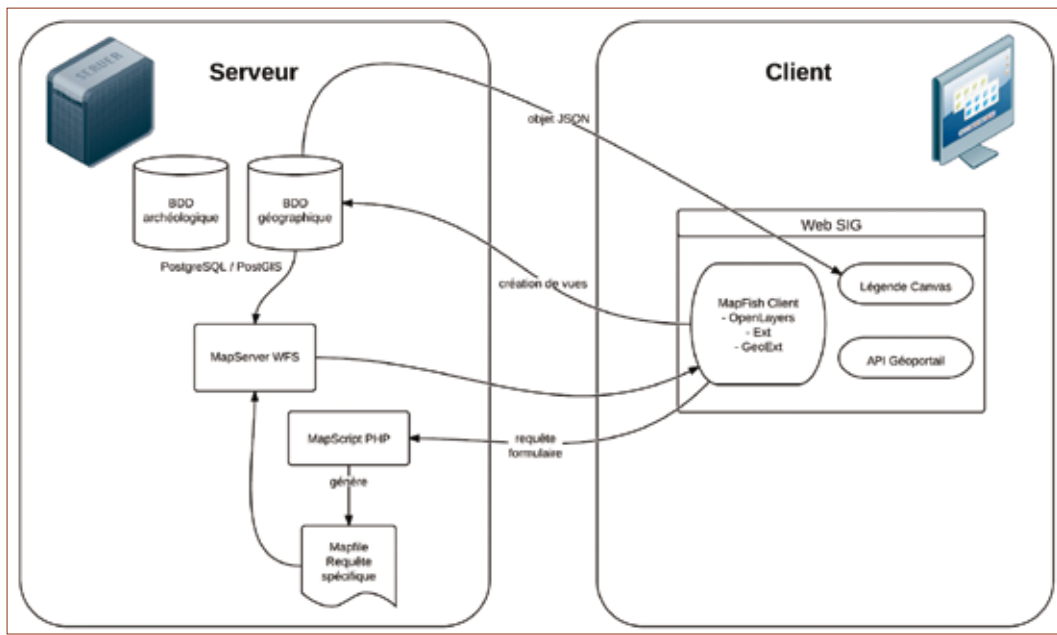 Serveur
SERVER
Client
objet JSON
BDD
archéologique
BDD
géographique
PostgreSQL / PostGIS
création de vues
Web SIG
MapFish Client
- OpenLayers
- Ext
- GeoExt
Légende Canvas
API Géoportail
MapServer WFS
MapScript PHP
requête
formulaire
génère
Mapfile
Requête
spécifique